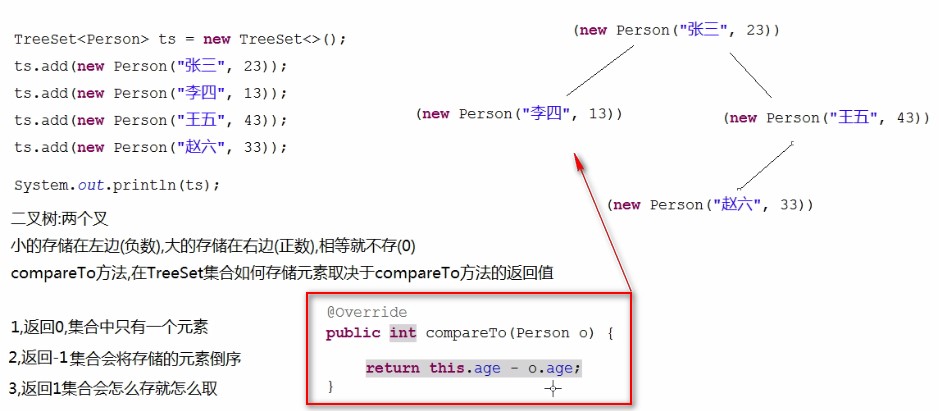 TreeSet<Person> ts = new TreeSet<>();
ts.add(new Person("张三", 23));
ts.add(new Person("李四", 13));
ts.add(new Person("王五", 43));
ts.add(new Person("赵六", 33));
System.out.println(ts);
二叉树:两个叉
小的存储在左边(负数),大的存储在右边(正数),相等就不存(0)
compareTo方法,在TreeSet集合如何存储元素取决于compareTo方法的返回值
1,返回0,集合中只有一个元素
2,返回-1集合会将存储的元素倒序
3,返回1集合会怎么存就怎么取
(new Person("张三", 23))
(new Person("李四", 13))
(new Person("王五", 43))
(new Person("赵六", 33))
@Override
public int compareTo(Person o) {
return this.age - o.age;
}